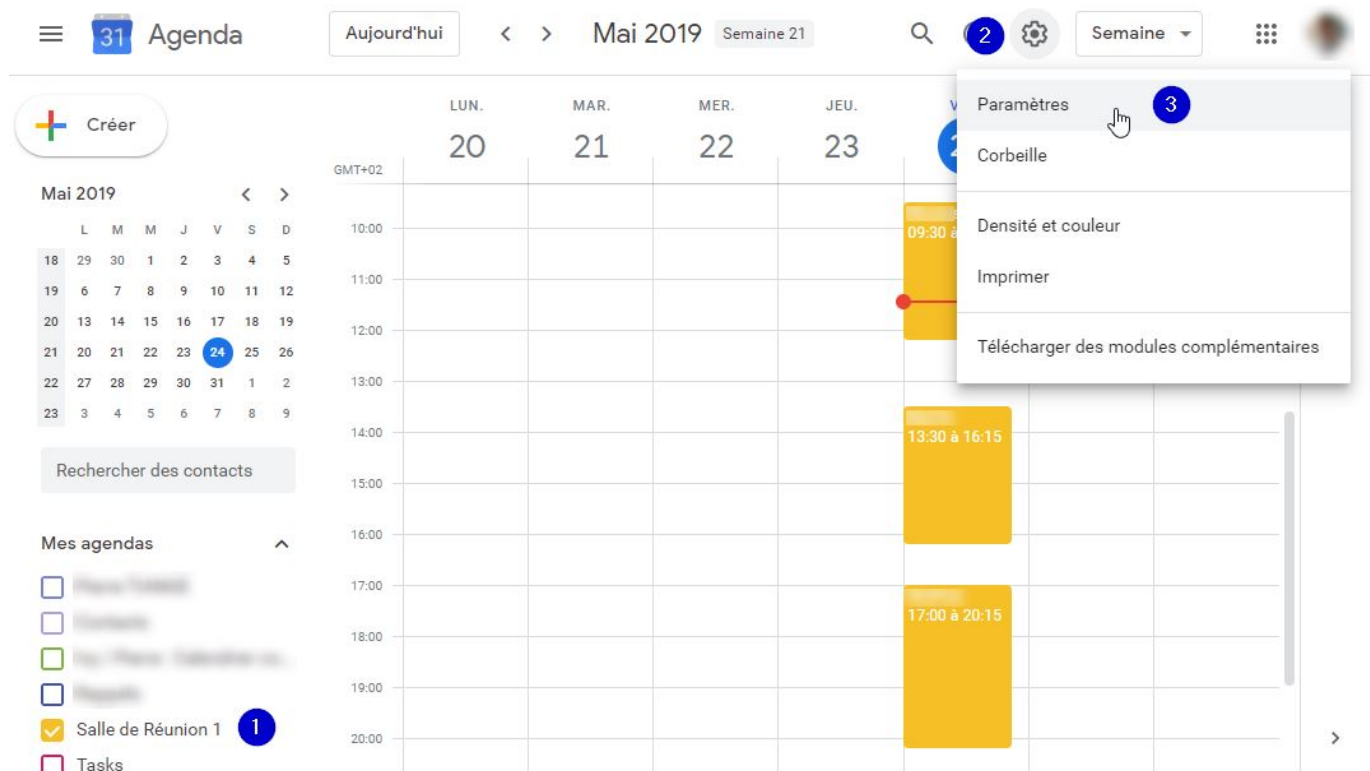 31 Agenda Aujourd'hui Mai 2019 Semaine 21 2 Semaine
Créer
LUN. MAR. MER. JEU. V
20 21 22 23 2
GMT+02
Paramètres 3
Corbeille
Densité et couleur
Imprimer
Télécharger des modules complémentaires
Mai 2019
L M M J V S D
18 29 30 1 2 3 4 5
19 6 7 8 9 10 11 12
20 13 14 15 16 17 18 19
21 20 21 22 23 24 25 26
22 27 28 29 30 31 1 2
23 3 4 5 6 7 8 9
Rechercher des contacts
Mes agendas
Salle de Réunion 1 1
Tasks
10:00
11:00
12:00
13:00
14:00
15:00
16:00
17:00
18:00
19:00
20:00
09:30 à
13:30 à 16:15
17:00 à 20:15